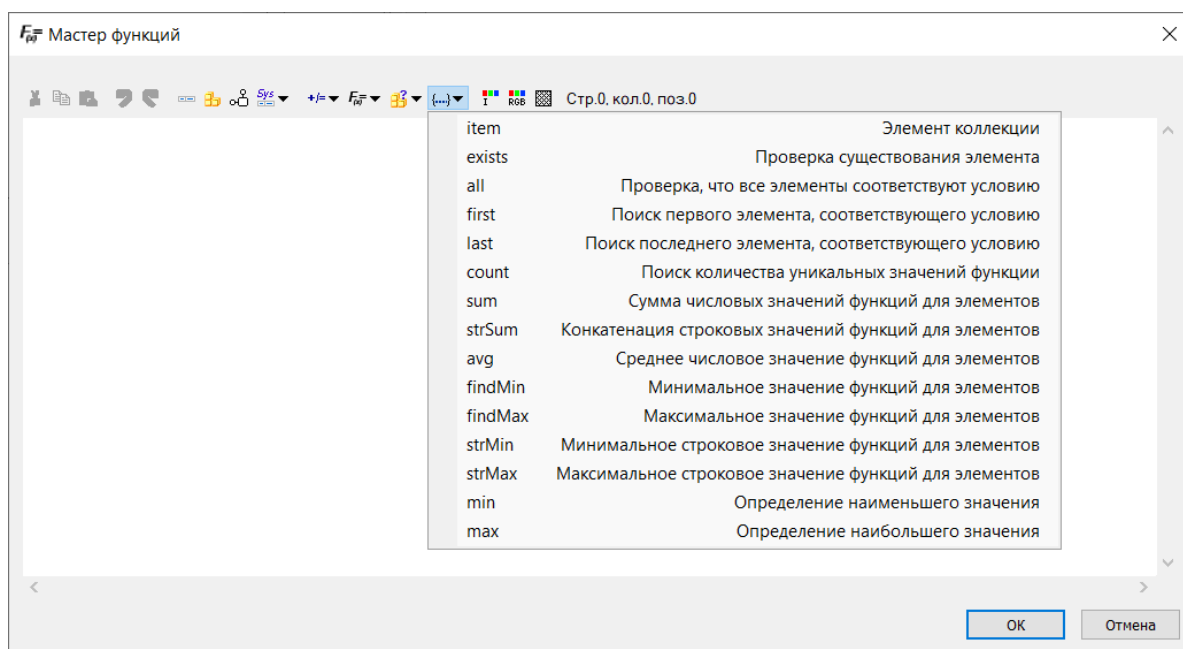 F(x)= Мастер функций
Sys +/= F(x)= {...} I RGB Стр.0, кол.0, поз.0
item Элемент коллекции
exists Проверка существования элемента
all Проверка, что все элементы соответствуют условию
first Поиск первого элемента, соответствующего условию
last Поиск последнего элемента, соответствующего условию
count Поиск количества уникальных значений функции
sum Сумма числовых значений функций для элементов
strSum Конкатенация строковых значений функций для элементов
avg Среднее числовое значение функций для элементов
findMin Минимальное значение функций для элементов
findMax Максимальное значение функций для элементов
strMin Минимальное строковое значение функций для элементов
strMax Максимальное строковое значение функций для элементов
min Определение наименьшего значения
max Определение наибольшего значения
ОК Отмена